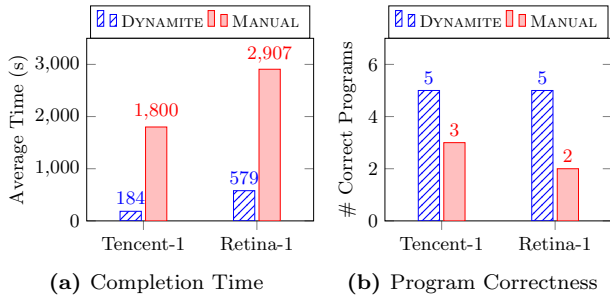 DYNAMITE MANUAL
Average Time (s)
3,000
2,000
1,000
0
184
1,800
579
2,907
Tencent-1 Retina-1
(a) Completion Time
DYNAMITE MANUAL
# Correct Programs
6
4
2
0
5
3
5
2
Tencent-1 Retina-1
(b) Program Correctness